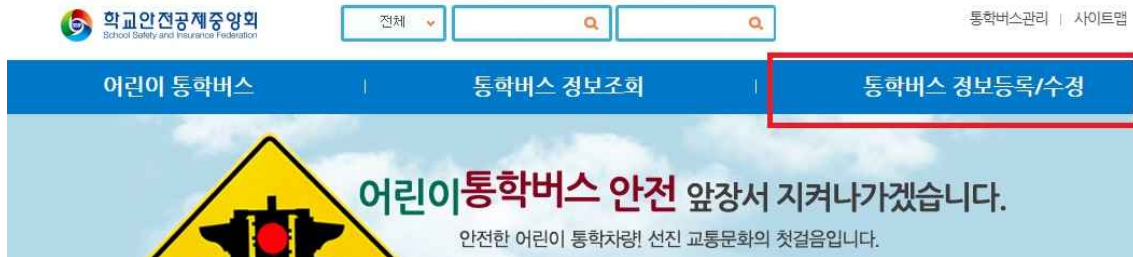 학교안전공제중앙회
School Safety and Insurance Federation
전체
통학버스관리 | 사이트맵
어린이 통학버스 | 통학버스 정보조회 | 통학버스 정보등록/수정
어린이통학버스 안전 앞장서 지켜나가겠습니다.
안전한 어린이 통학차량! 선진 교통문화의 첫걸음입니다.